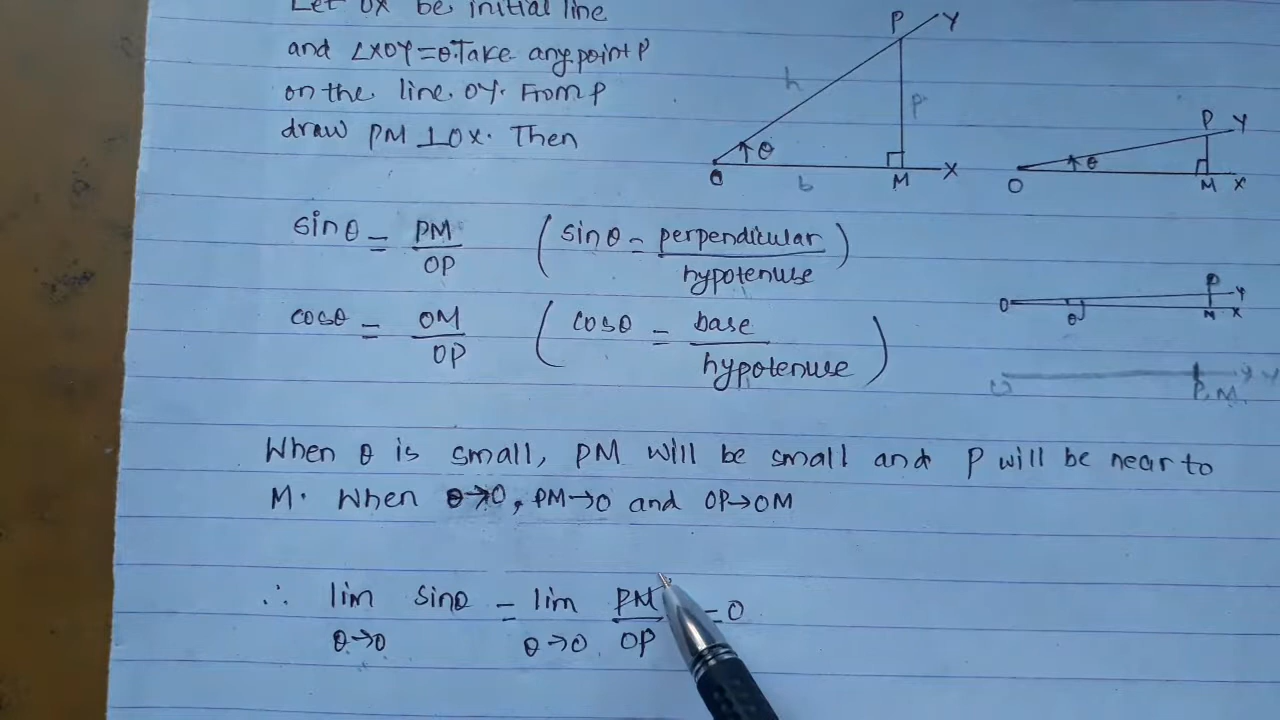 Let OX be initial line
and ∠XOY=θ. Take any point P
on the line OY. From P
draw PM ⊥ OX. Then
P Y
h
P
θ
O b M X
P Y
θ
O M X
sinθ = PM/OP (sinθ = perpendicular/hypotenuse)
cosθ = OM/OP (cosθ = base/hypotenuse)
P
O Y
θ M X
O Y
P, M
When θ is small, PM will be small and P will be near to
M. When θ→0, PM→0 and OP→OM
∴ lim sinθ = lim PM/OP = 0
θ→0 θ→0